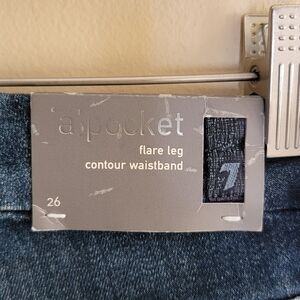 a pocket
flare leg
contour waistband
26
7